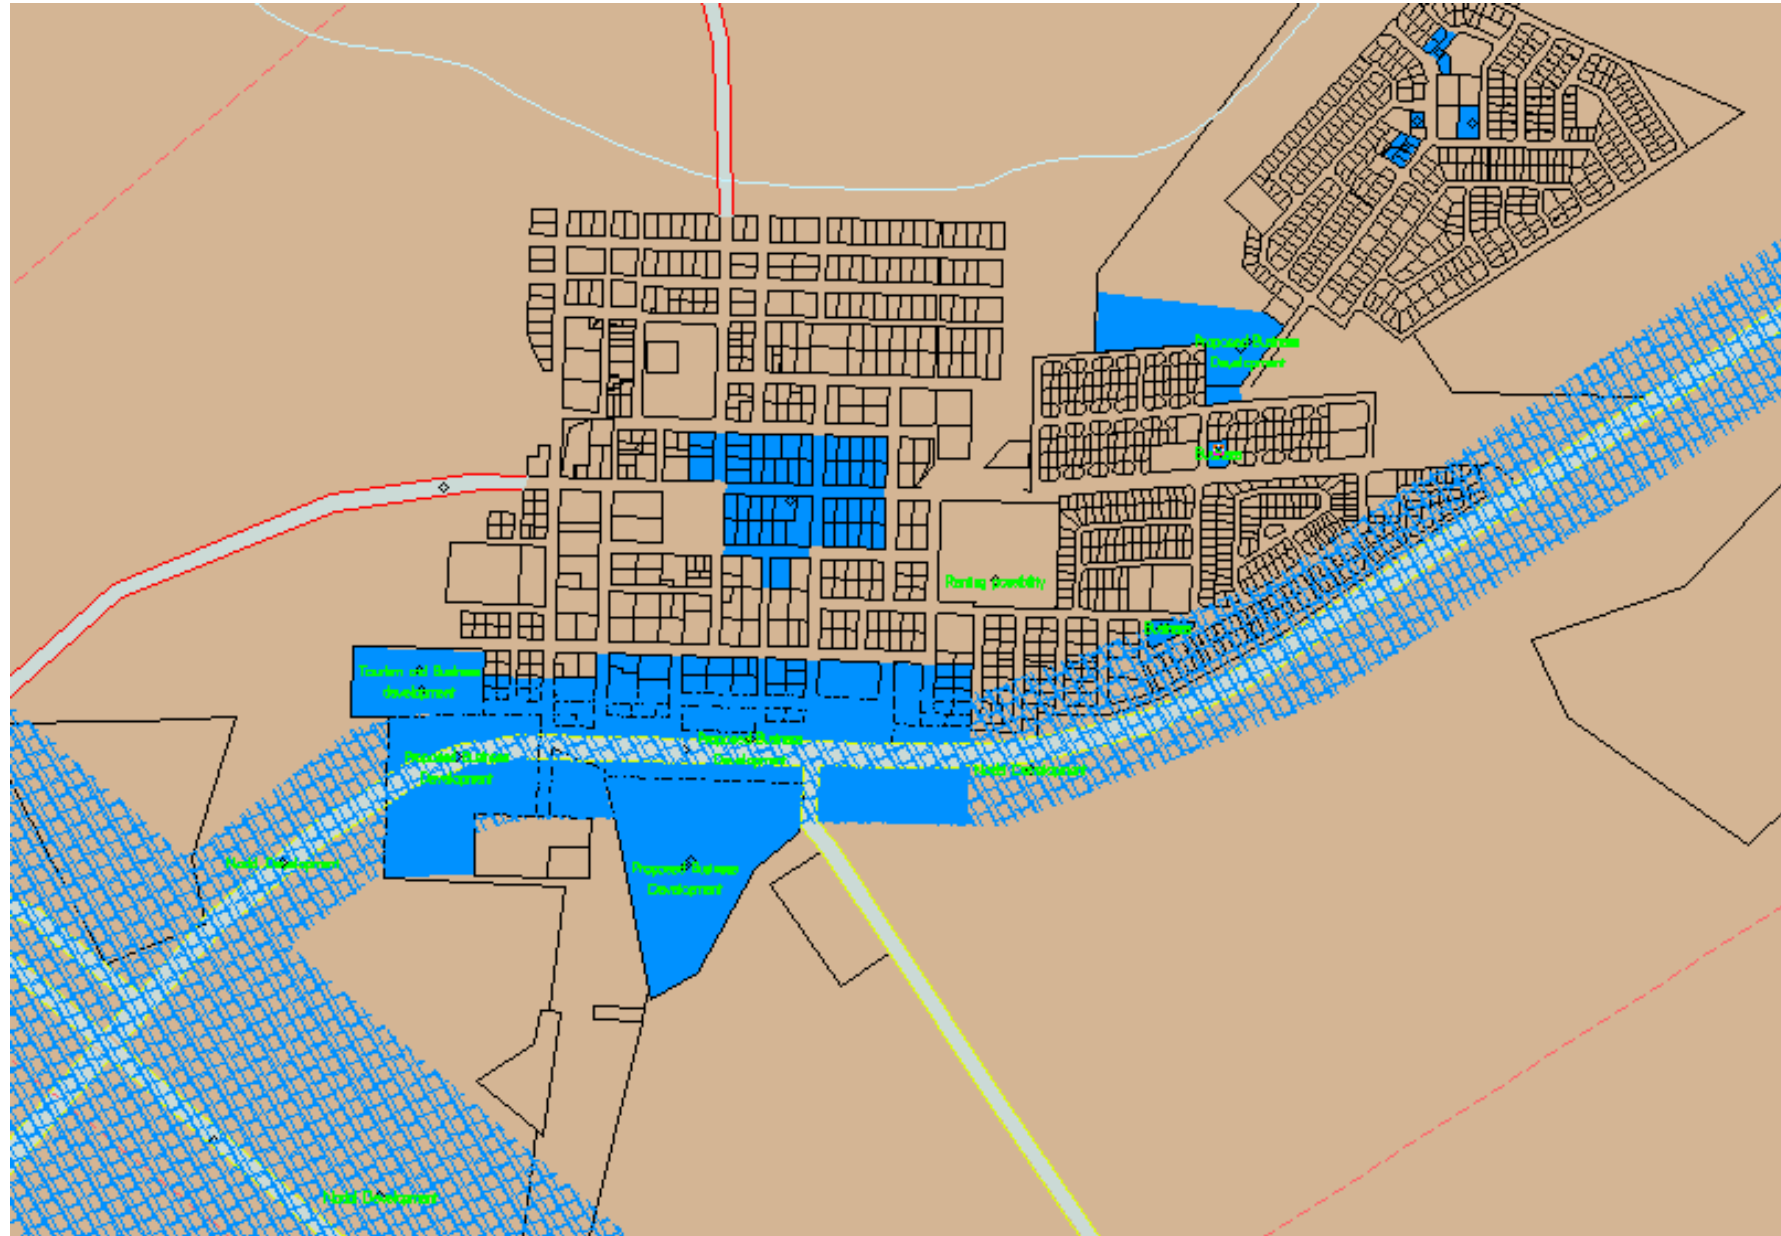 Proposed Business
Development
Business
Renting possibility
Business
Tourism and Business
development
Proposed Business
Development
Proposed Business
Development
Nodal Development
Nodal Development
Proposed Business
Development
Nodal Development